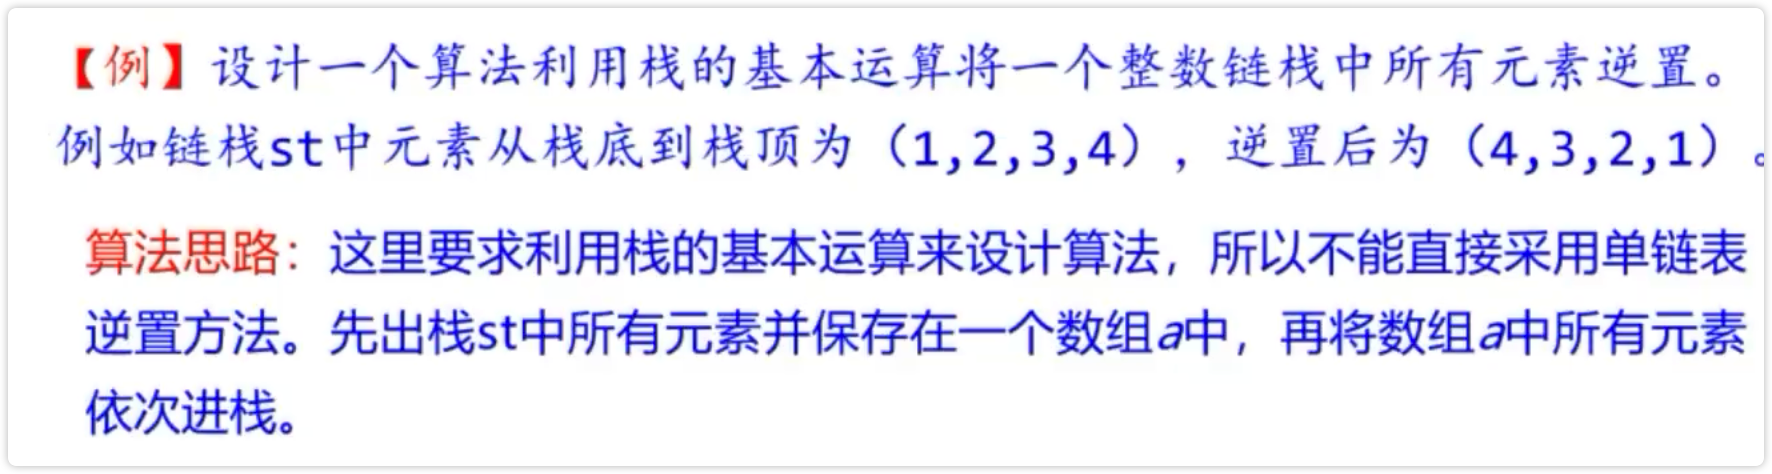 【例】设计一个算法利用栈的基本运算将一个整数链栈中所有元素逆置。
例如链栈st中元素从栈底到栈顶为（1,2,3,4），逆置后为（4,3,2,1）。
算法思路：这里要求利用栈的基本运算来设计算法，所以不能直接采用单链表
逆置方法。先出栈st中所有元素并保存在一个数组a中，再将数组a中所有元素
依次进栈。